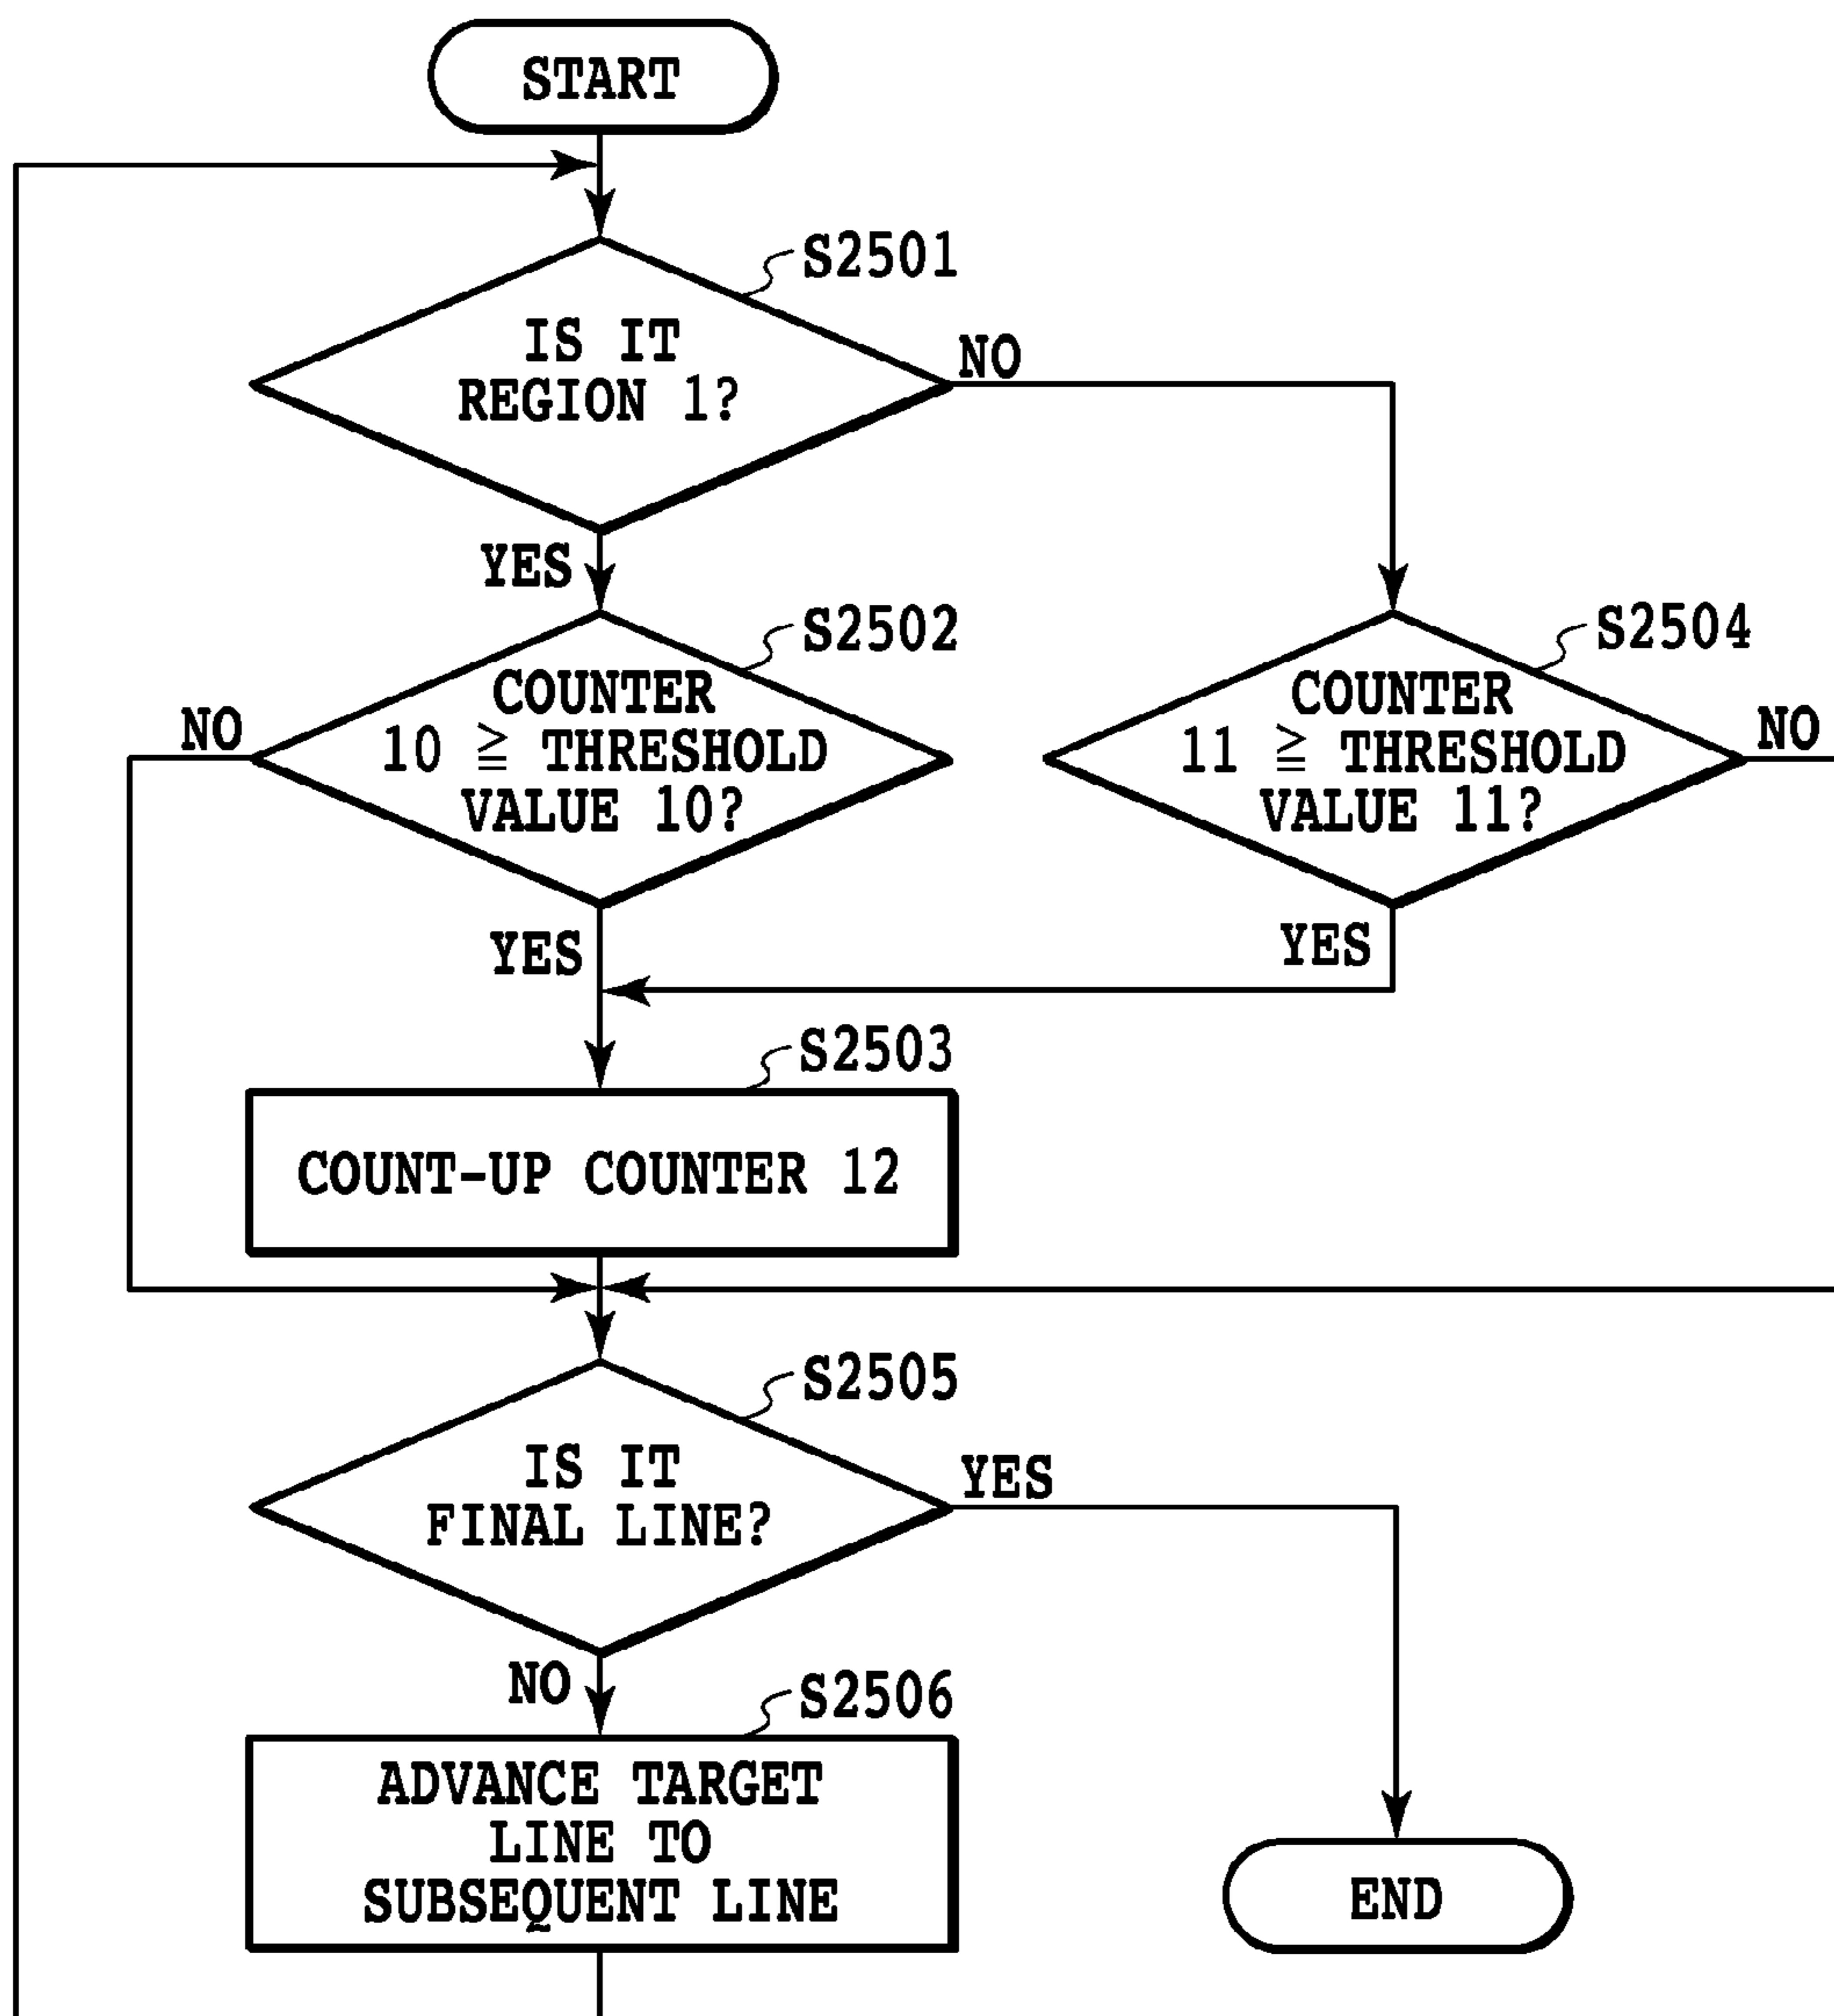 START
S2501
IS IT
REGION 1?
NO
YES
S2502
COUNTER
10 ≧ THRESHOLD
VALUE 10?
NO
YES
S2504
COUNTER
11 ≧ THRESHOLD
VALUE 11?
NO
YES
S2503
COUNT-UP COUNTER 12
S2505
IS IT
FINAL LINE?
YES
NO
S2506
ADVANCE TARGET
LINE TO
SUBSEQUENT LINE
END